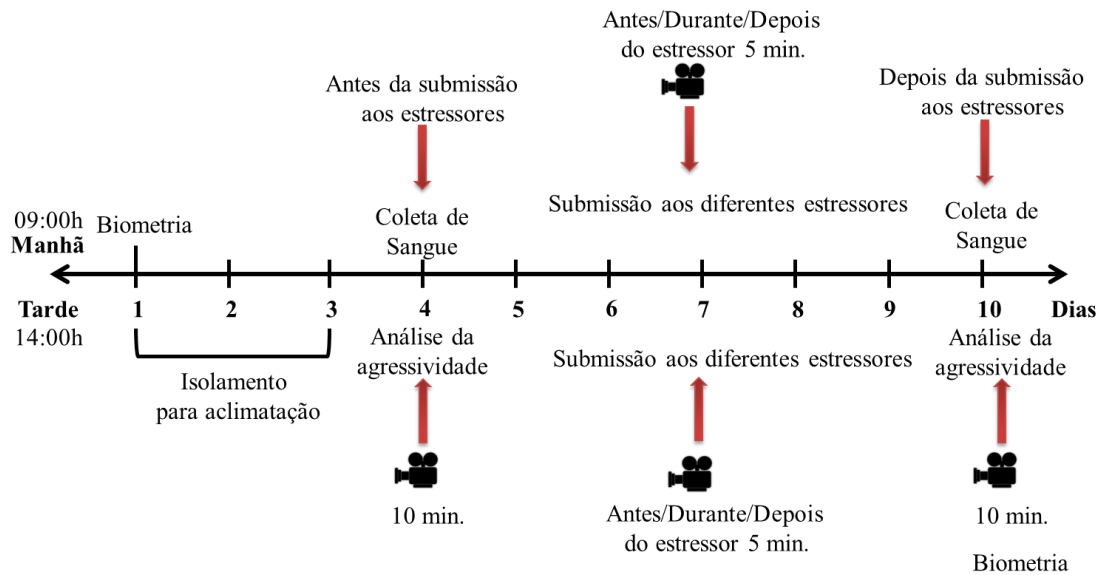 Antes/Durante/Depois
do estressor 5 min.
Antes da submissão
aos estressores
Depois da submissão
aos estressores
09:00h
Manhã
Biometria
Coleta de
Sangue
Submissão aos diferentes estressores
Coleta de
Sangue
Tarde 1 2 3 4 5 6 7 8 9 10 Dias
14:00h
Isolamento
para aclimatação
Análise da
agressividade
10 min.
Submissão aos diferentes estressores
Antes/Durante/Depois
do estressor 5 min.
Análise da
agressividade
10 min.
Biometria